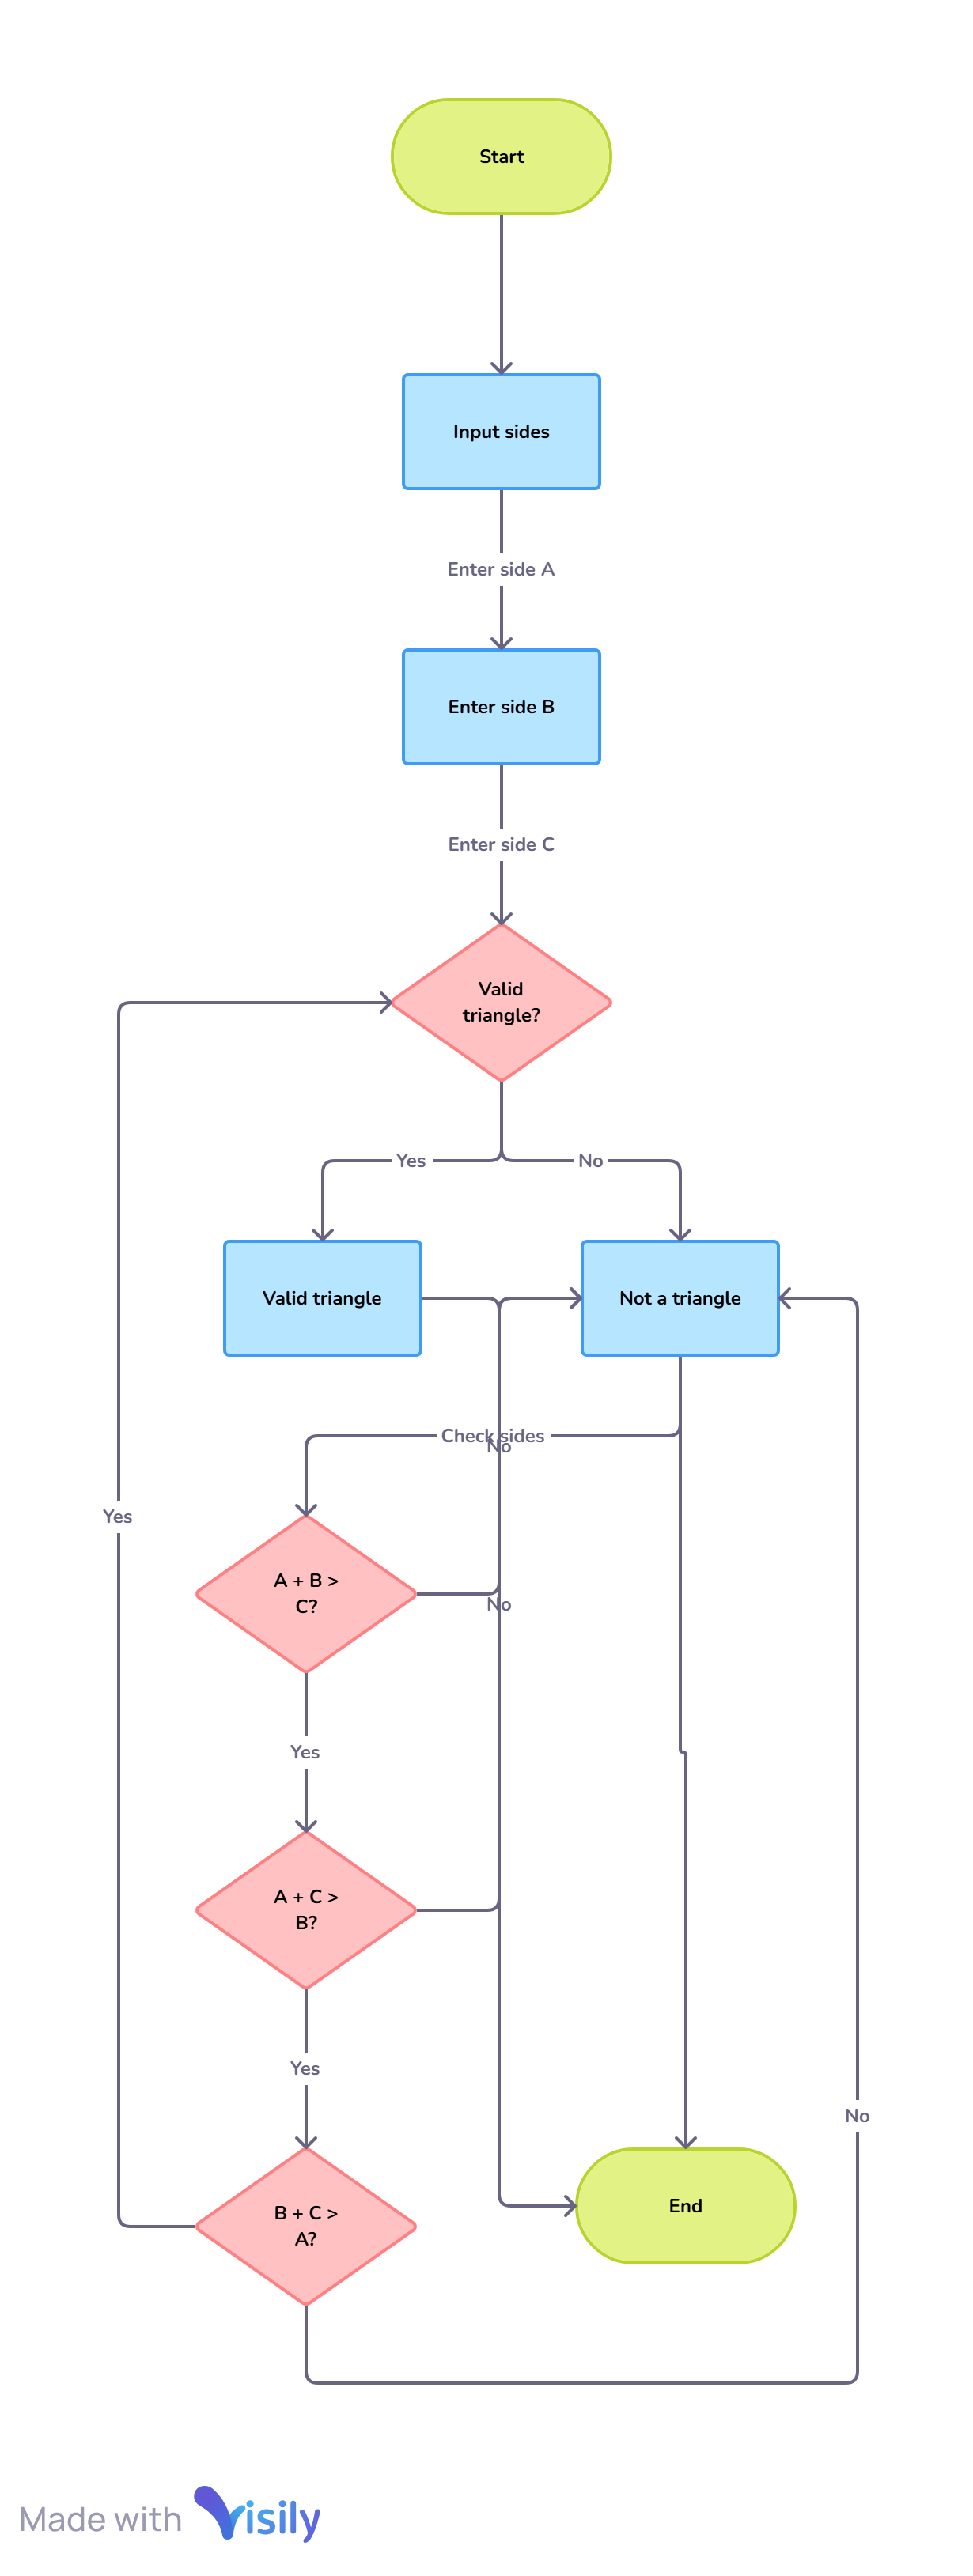 Start
Input sides
Enter side A
Enter side B
Enter side C
Valid
triangle?
Yes
No
Valid triangle
Not a triangle
Check sides
No
Yes
A + B >
C?
No
Yes
A + C >
B?
Yes
No
B + C >
A?
End
Made with Visily